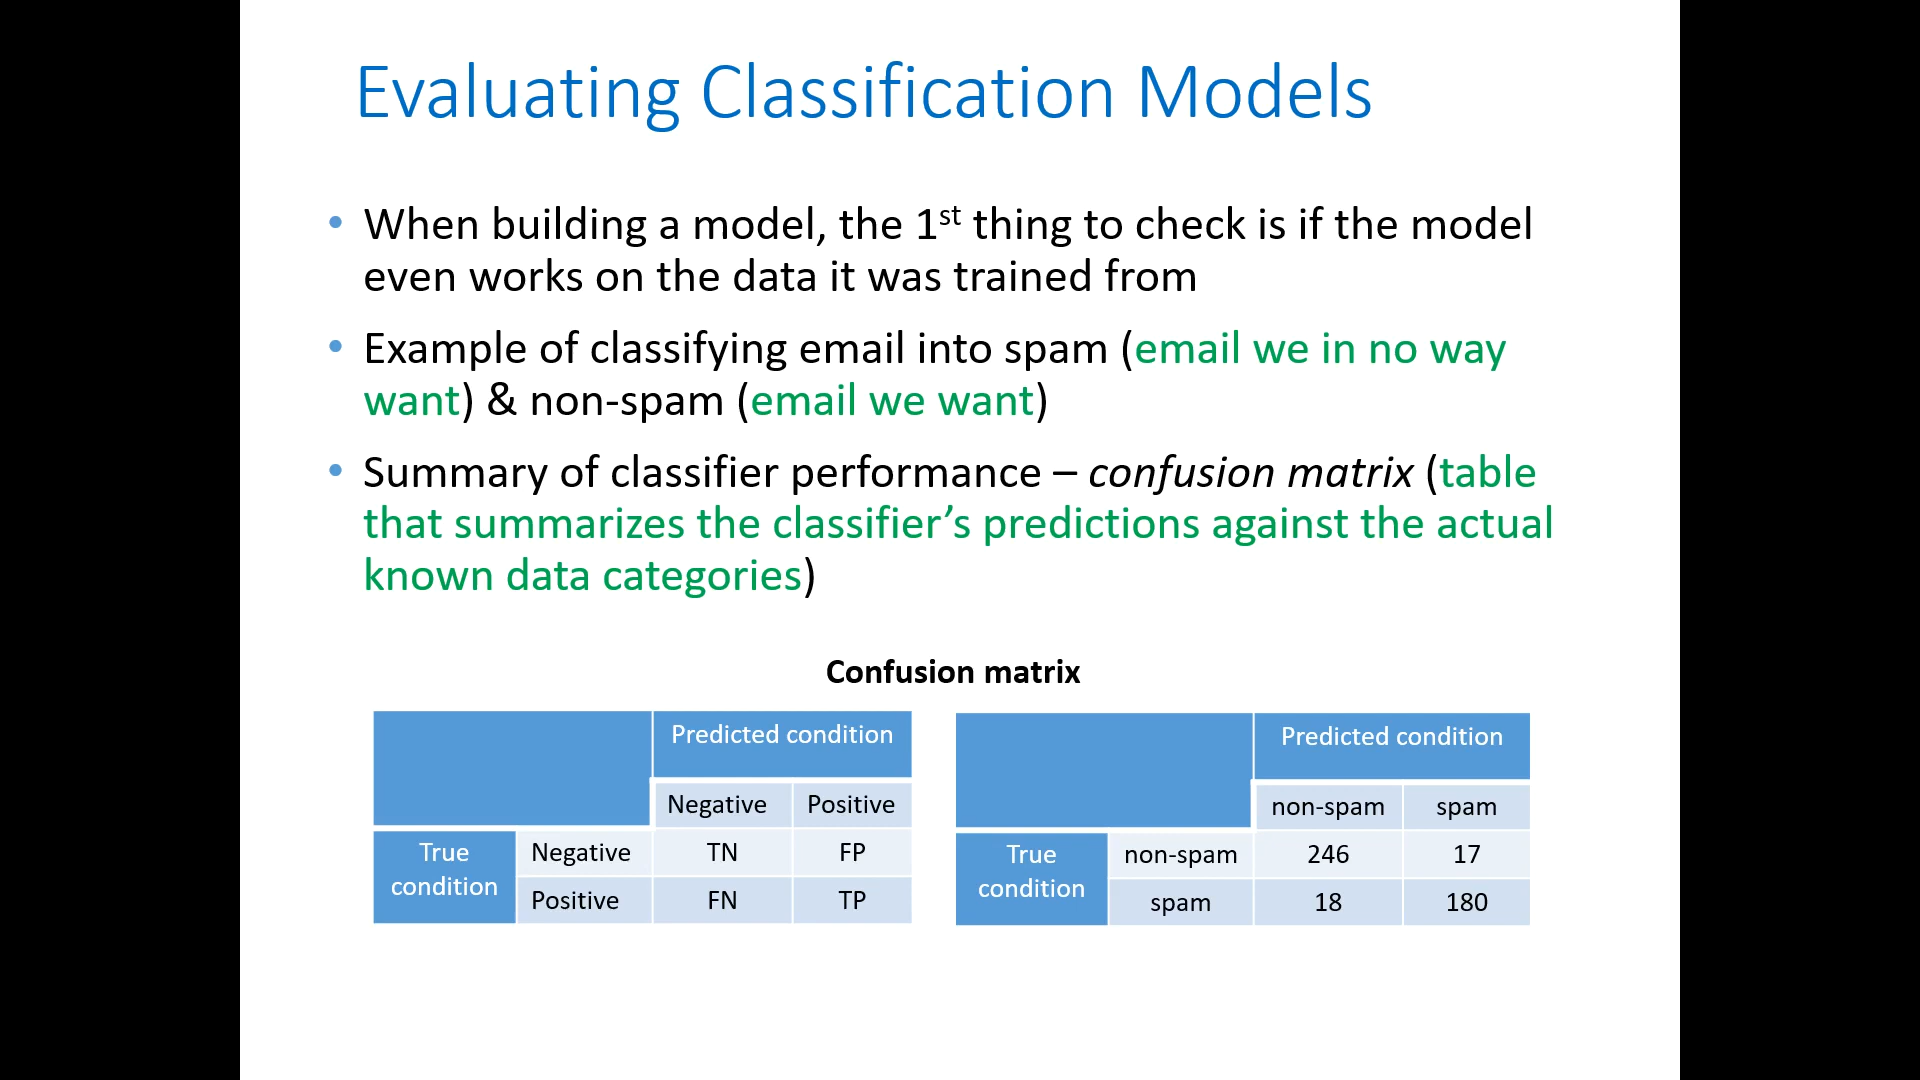 Evaluating Classification Models
• When building a model, the 1st thing to check is if the model
even works on the data it was trained from
• Example of classifying email into spam (email we in no way
want) & non-spam (email we want)
• Summary of classifier performance – confusion matrix (table
that summarizes the classifier’s predictions against the actual
known data categories)
Confusion matrix
Predicted condition
Negative Positive
True condition
Negative TN FP
Positive FN TP
Predicted condition
non-spam spam
True condition
non-spam 246 17
spam 18 180